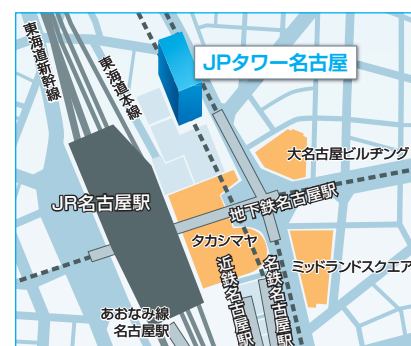 東海道新幹線
東海道本線
JPタワー名古屋
大名古屋ビルヂング
JR名古屋駅
地下鉄名古屋駅
タカシマヤ
近鉄名古屋駅
名鉄名古屋駅
ミッドランドスクエア
あおなみ線
名古屋駅